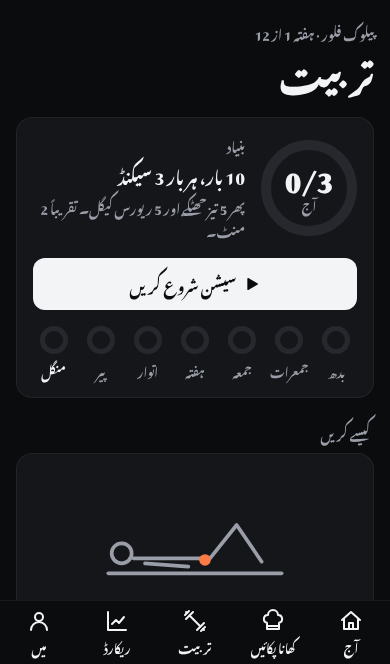 پیلوک فلور · ہفتہ 1 از 12
تربیت
0/3
آج
بنیاد
10 بار، ہر بار 3 سیکنڈ
پھر 5 تیز جھٹکے اور 5 ریورس کیگل۔ تقریباً 2
منٹ۔
سیشن شروع کریں
بدھ
جمعرات
جمعہ
ہفتہ
اتوار
پیر
منگل
کیسے کریں
آج
کھانا پکائیں
تربیت
ریکارڈ
میں